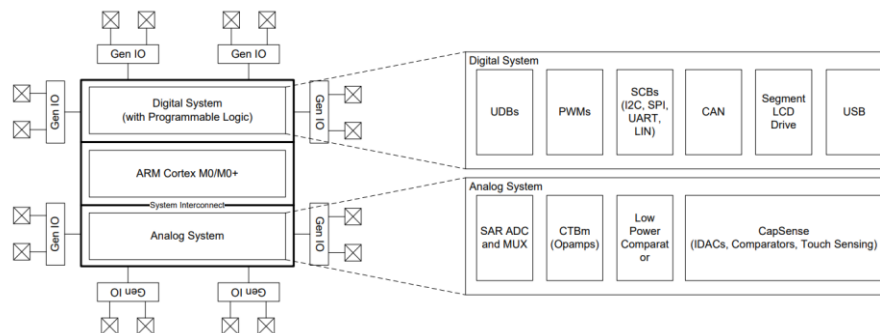 Gen IO
Gen IO
Gen IO
Digital System
(with Programmable Logic)
Gen IO
ARM Cortex M0/M0+
System Interconnect
Gen IO
Analog System
Gen IO
Gen IO
Gen IO
Digital System
UDBs
PWMs
SCBs
(I2C, SPI,
UART,
LIN)
CAN
Segment
LCD
Drive
USB
Analog System
SAR ADC
and MUX
CTBm
(Opamps)
Low
Power
Comparat
or
CapSense
(IDACs, Comparators, Touch Sensing)